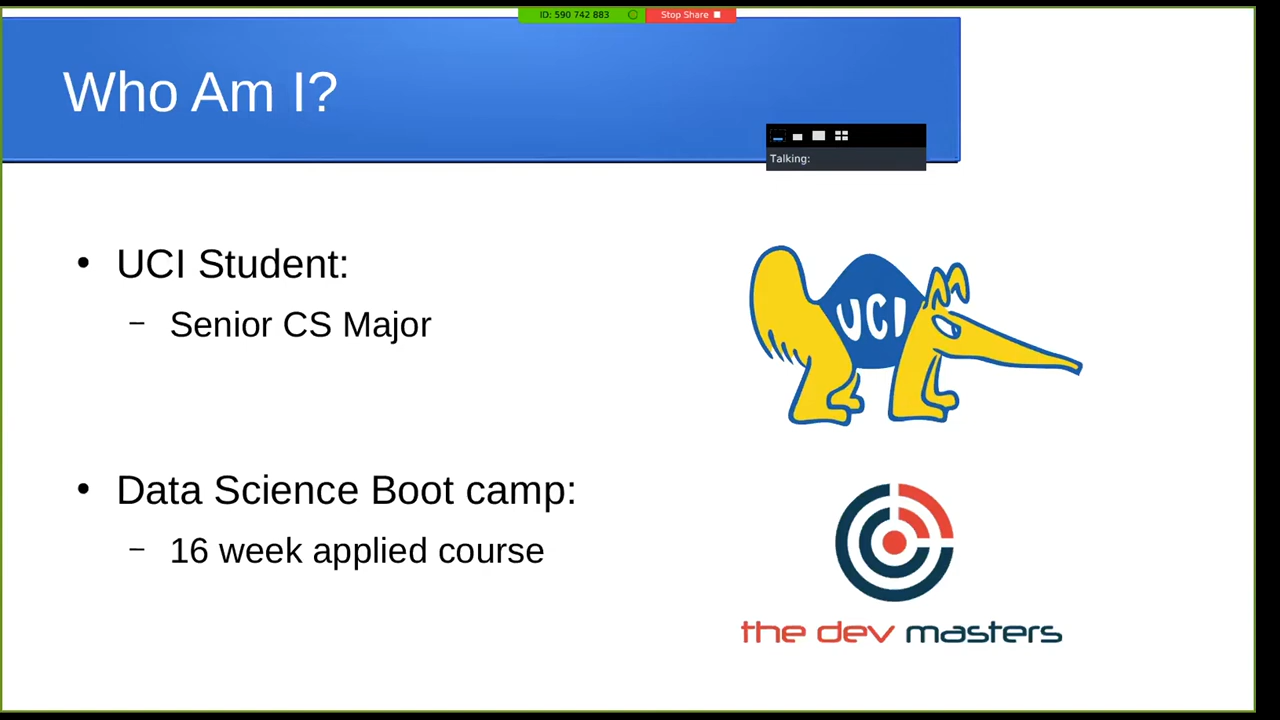 ID: 590 742 883
Stop Share
Who Am I?
Talking:
• UCI Student:
– Senior CS Major
UCI
• Data Science Boot camp:
– 16 week applied course
the dev masters